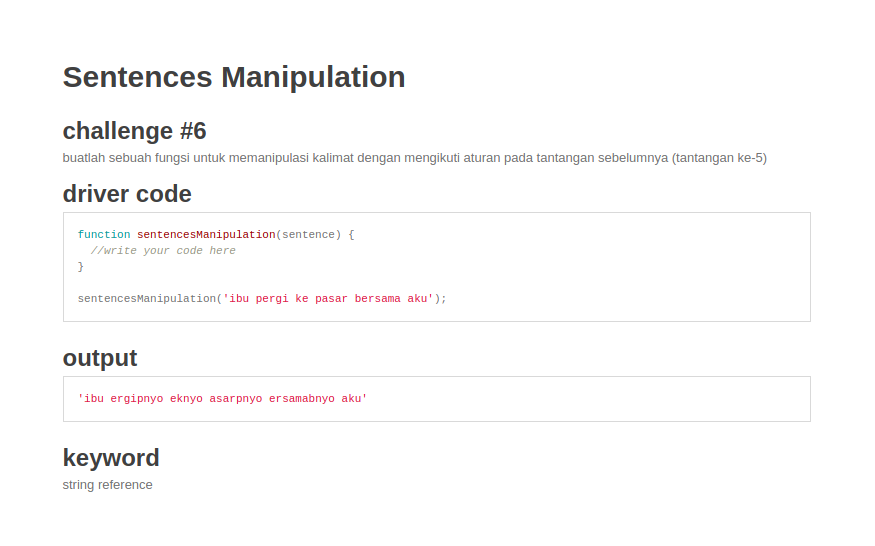 Sentences Manipulation
challenge #6
buatlah sebuah fungsi untuk memanipulasi kalimat dengan mengikuti aturan pada tantangan sebelumnya (tantangan ke-5)
driver code
function sentencesManipulation(sentence) {
  //write your code here
}
sentencesManipulation('ibu pergi ke pasar bersama aku');
output
'ibu ergipnyo eknyo asarpnyo ersamabnyo aku'
keyword
string reference